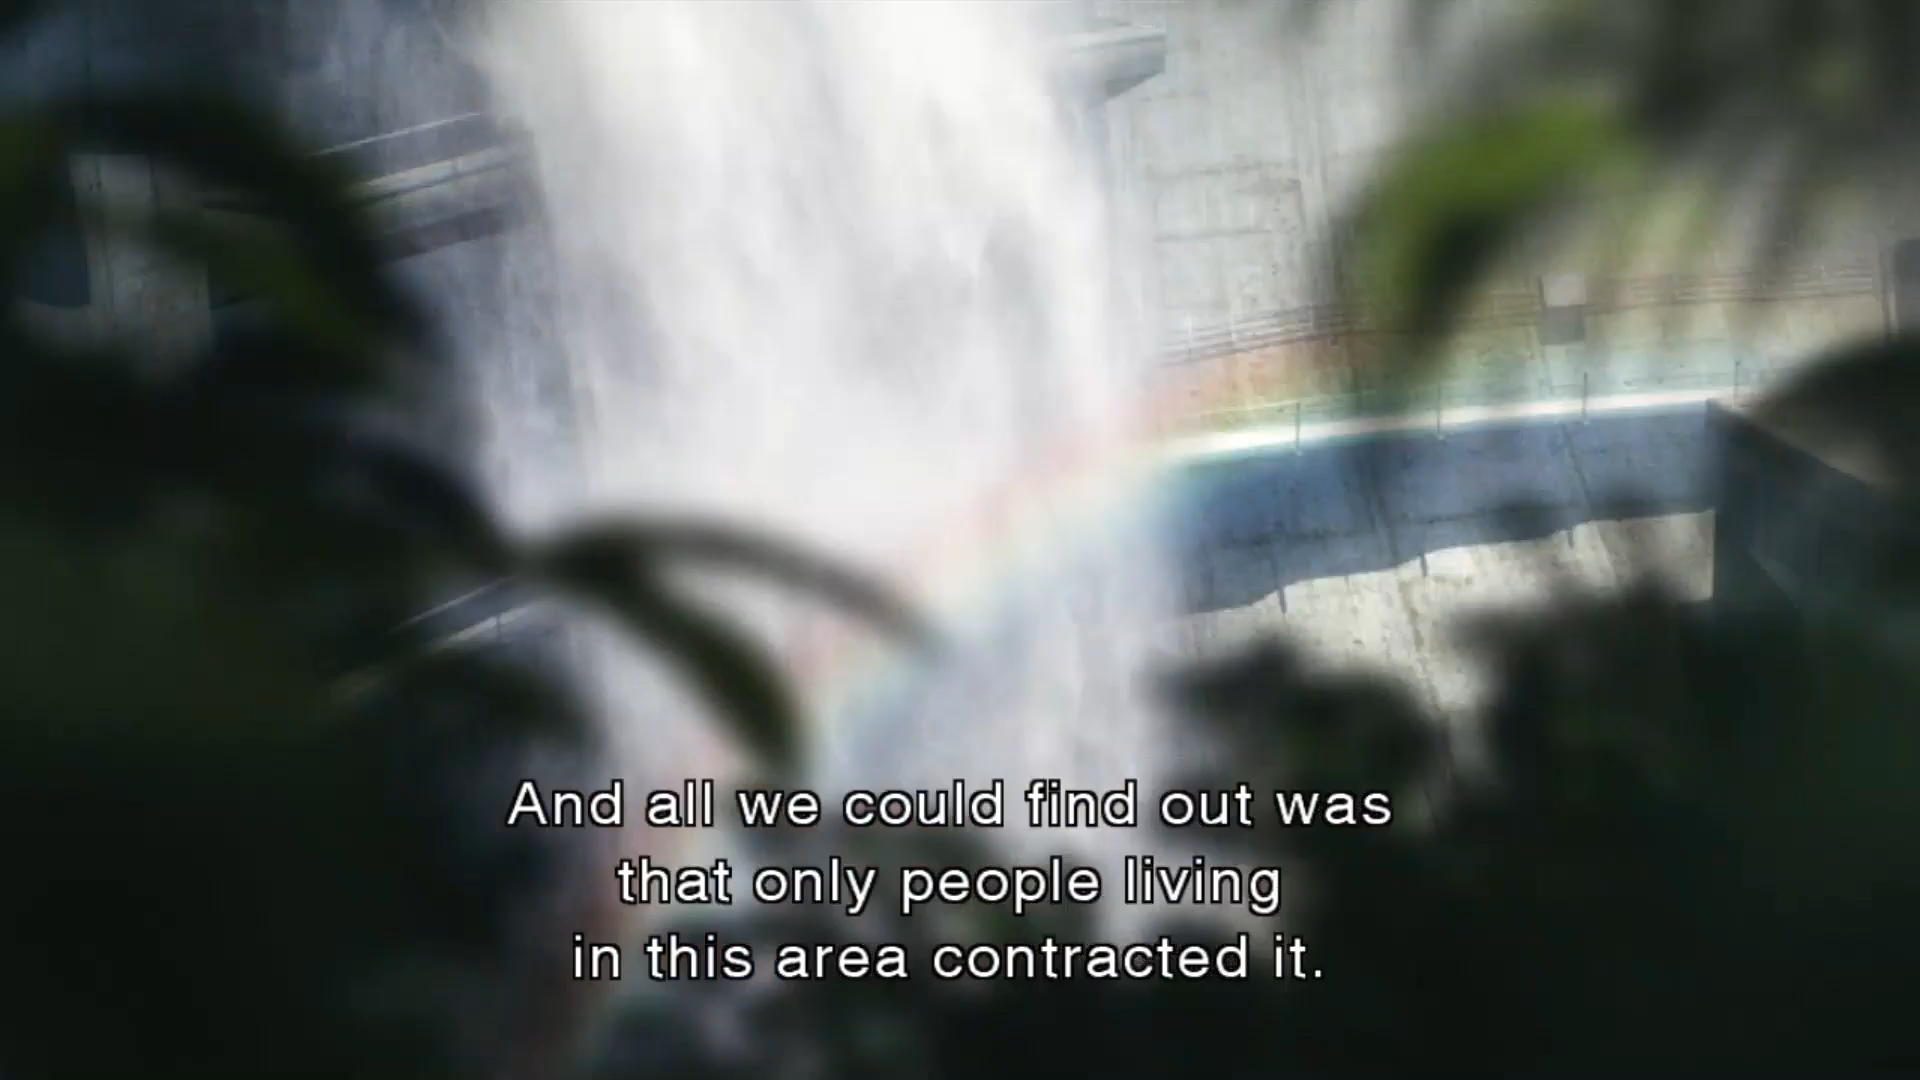 And all we could find out was
that only people living
in this area contracted it.